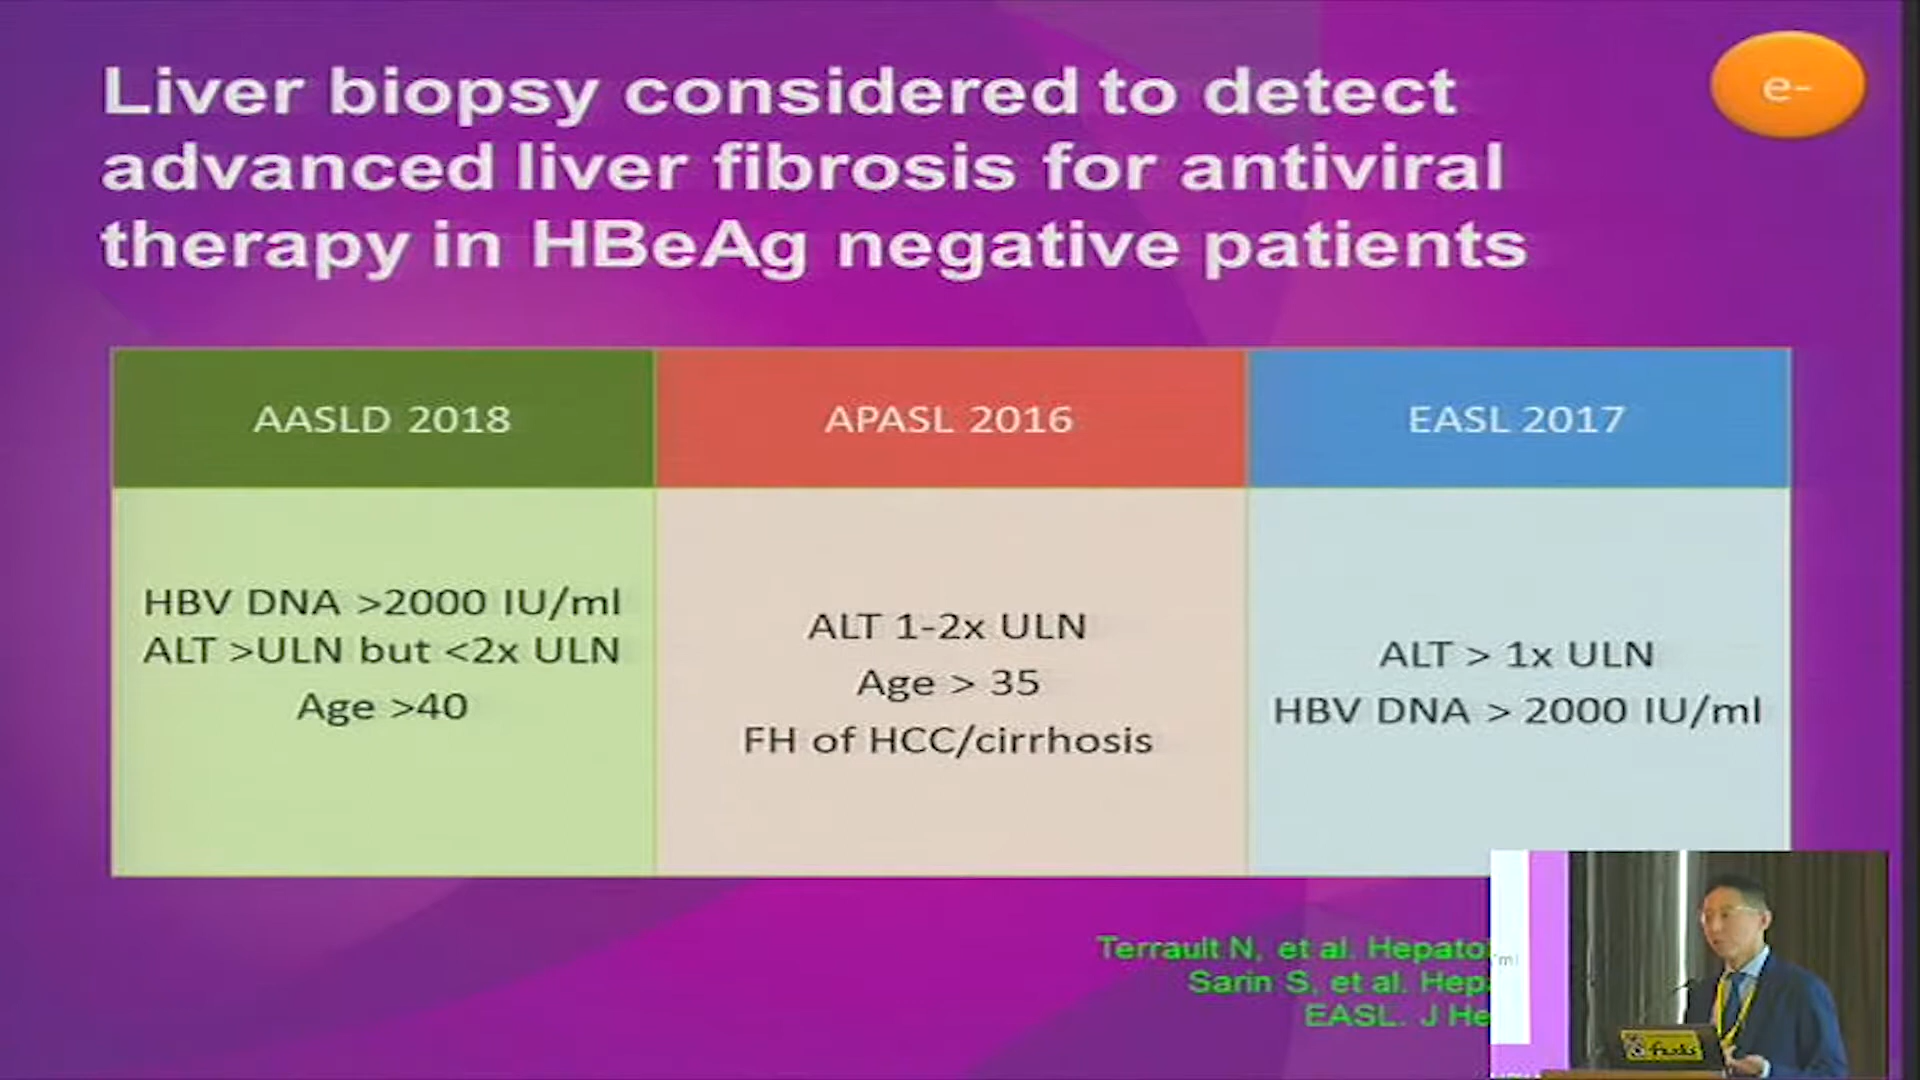 Liver biopsy considered to detect
advanced liver fibrosis for antiviral
therapy in HBeAg negative patients
e-
AASLD 2018
APASL 2016
EASL 2017
HBV DNA >2000 IU/ml
ALT >ULN but <2x ULN
Age >40
ALT 1-2x ULN
Age > 35
FH of HCC/cirrhosis
ALT > 1x ULN
HBV DNA > 2000 IU/ml
Terrault N, et al.
Sarin S, et al.
EASL. J
/ml